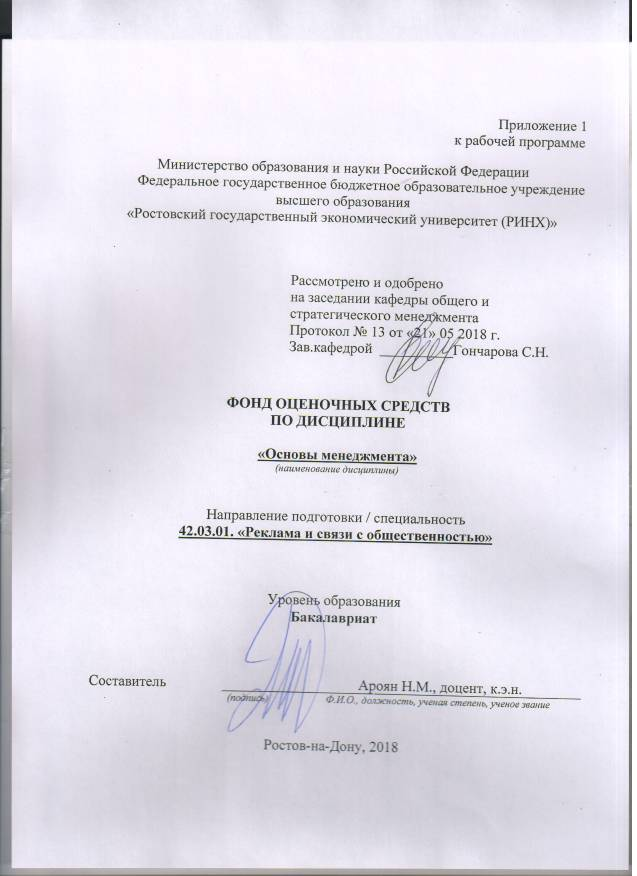 Приложение 1
к рабочей программе
Министерство образования и науки Российской Федерации
Федеральное государственное бюджетное образовательное учреждение
высшего образования
«Ростовский государственный экономический университет (РИНХ)»
Рассмотрено и одобрено
на заседании кафедры общего и
стратегического менеджмента
Протокол № 13 от «21» 05 2018 г.
Зав.кафедрой Гончарова С.Н.
ФОНД ОЦЕНОЧНЫХ СРЕДСТВ
ПО ДИСЦИПЛИНЕ
«Основы менеджмента»
(наименование дисциплины)
Направление подготовки / специальность
42.03.01. «Реклама и связи с общественностью»
Уровень образования
Бакалавриат
Составитель Ароян Н.М., доцент, к.э.н.
(подпись) Ф.И.О., должность, ученая степень, ученое звание
Ростов-на-Дону, 2018